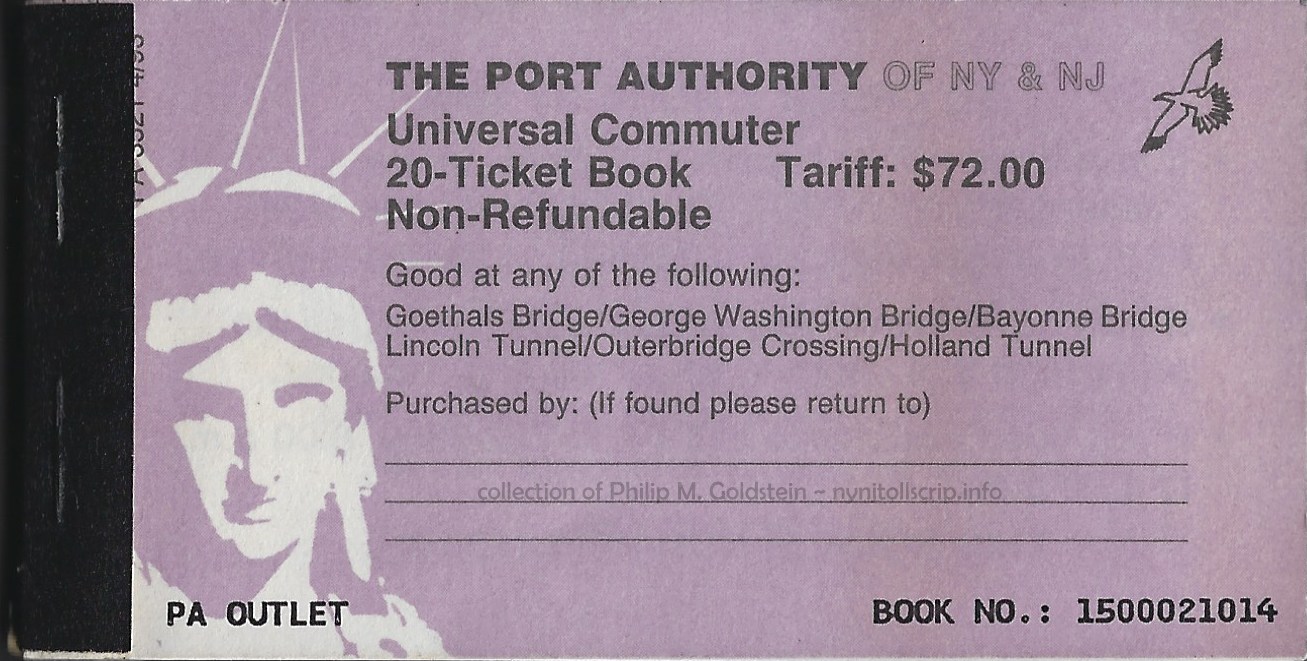 THE PORT AUTHORITY OF NY & NJ
Universal Commuter
20-Ticket Book Tariff: $72.00
Non-Refundable
Good at any of the following:
Goethals Bridge/George Washington Bridge/Bayonne Bridge
Lincoln Tunnel/Outerbridge Crossing/Holland Tunnel
Purchased by: (If found please return to)
collection of Philip M. Goldstein ~ nynjtollscrip.info
PA OUTLET
BOOK NO.: 1500021014